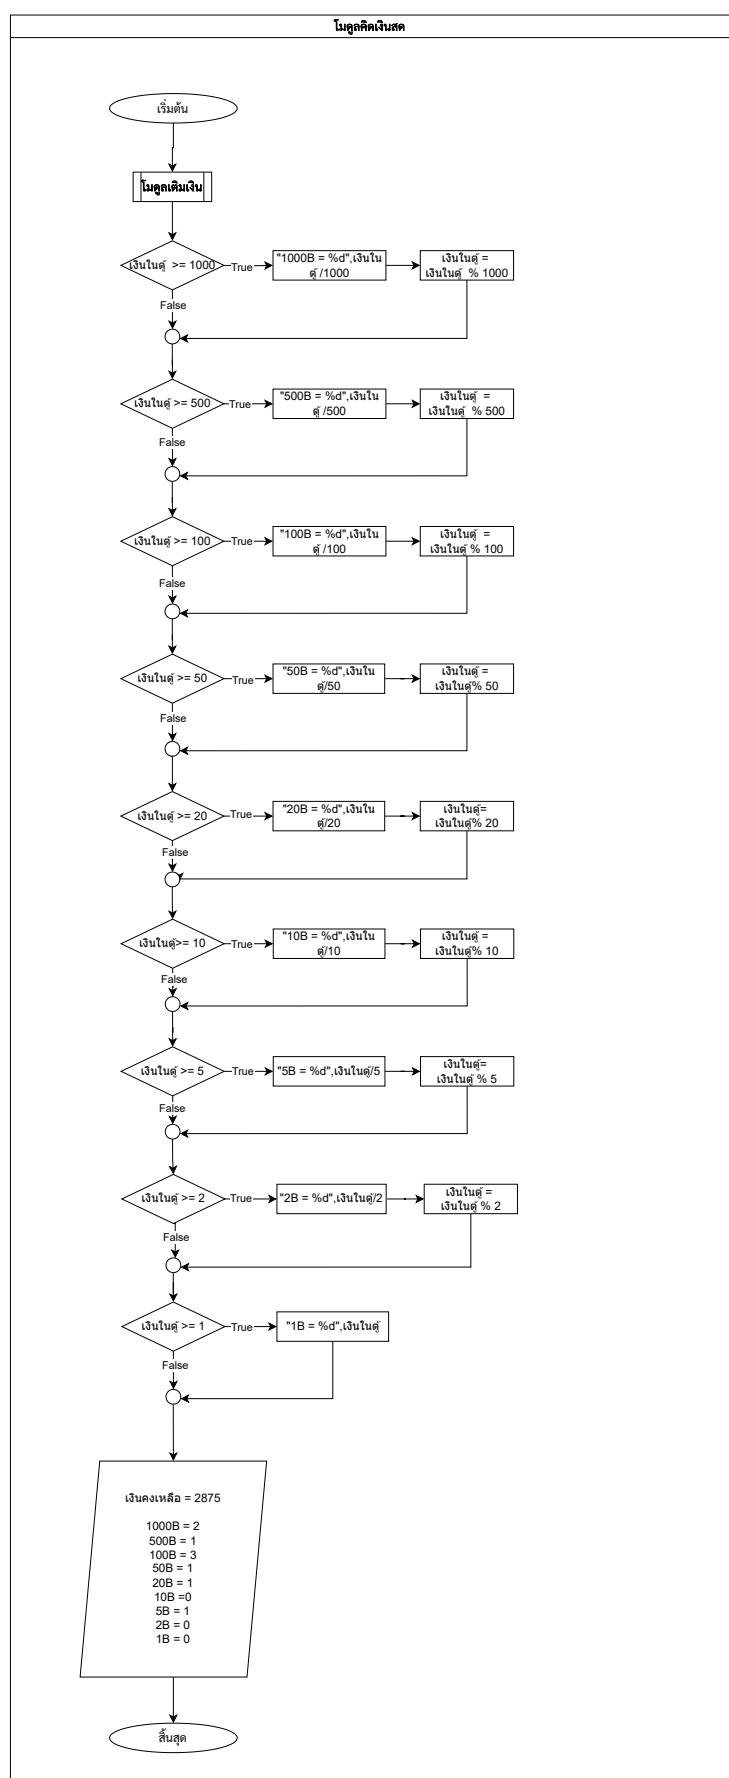 โมดูลคิดเงินสด
เริ่มต้น
โมดูลเติมเงิน
เงินในตู้ >= 1000
True
"1000B = %d",เงินใน
ตู้ /1000
เงินในตู้ =
เงินในตู้ % 1000
False
เงินในตู้ >= 500
True
"500B = %d",เงินใน
ตู้ /500
เงินในตู้ =
เงินในตู้ % 500
False
เงินในตู้ >= 100
True
"100B = %d",เงินใน
ตู้ /100
เงินในตู้ =
เงินในตู้ % 100
False
เงินในตู้ >= 50
True
"50B = %d",เงินใน
ตู้/50
เงินในตู้ =
เงินในตู้% 50
False
เงินในตู้ >= 20
True
"20B = %d",เงินใน
ตู้/20
เงินในตู้=
เงินในตู้% 20
False
เงินในตู้>= 10
True
"10B = %d",เงินใน
ตู้/10
เงินในตู้ =
เงินในตู้% 10
False
เงินในตู้ >= 5
True
"5B = %d",เงินในตู้/5
เงินในตู้=
เงินในตู้ % 5
False
เงินในตู้ >= 2
True
"2B = %d",เงินในตู้/2
เงินในตู้ =
เงินในตู้ % 2
False
เงินในตู้ >= 1
True
"1B = %d",เงินในตู้
False
เงินคงเหลือ = 2875
1000B = 2
500B = 1
100B = 3
50B = 1
20B = 1
10B =0
5B = 1
2B = 0
1B = 0
สิ้นสุด